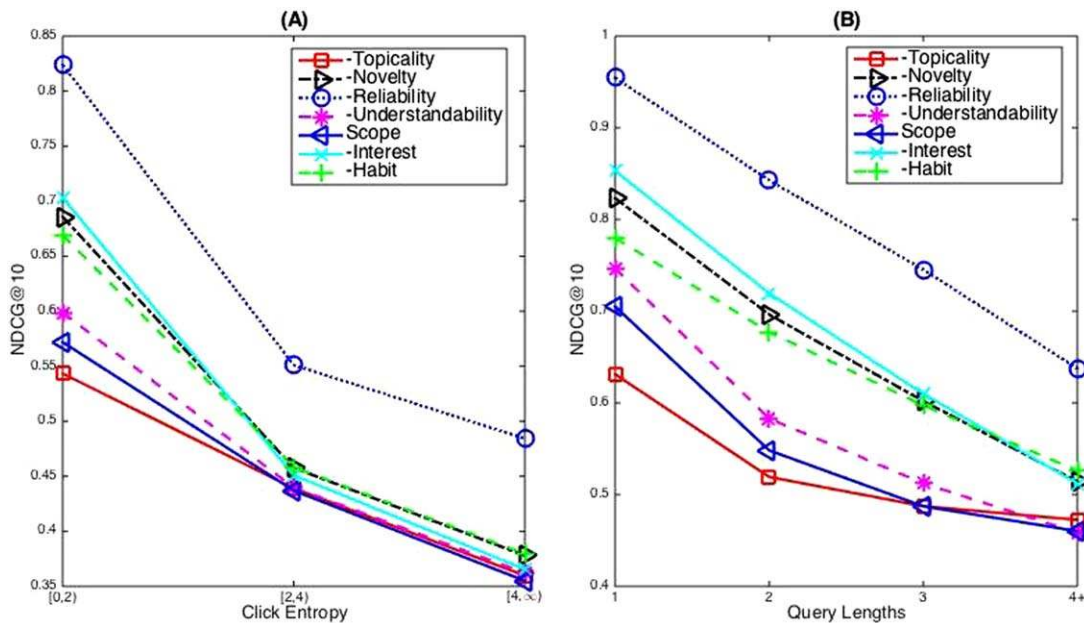 (A)
0.85
0.8
0.75
0.7
0.65
0.6
0.55
0.5
0.45
0.4
0.35
NDCG@10
[0,2)
[2,4)
[4,∞)
Click Entropy
-Topicality
-Novelty
-Reliability
-Understandability
Scope
-Interest
-Habit
(B)
1
0.9
0.8
0.7
0.6
0.5
0.4
NDCG@10
1
2
3
4+
Query Lengths
-Topicality
-Novelty
-Reliability
-Understandability
Scope
-Interest
-Habit